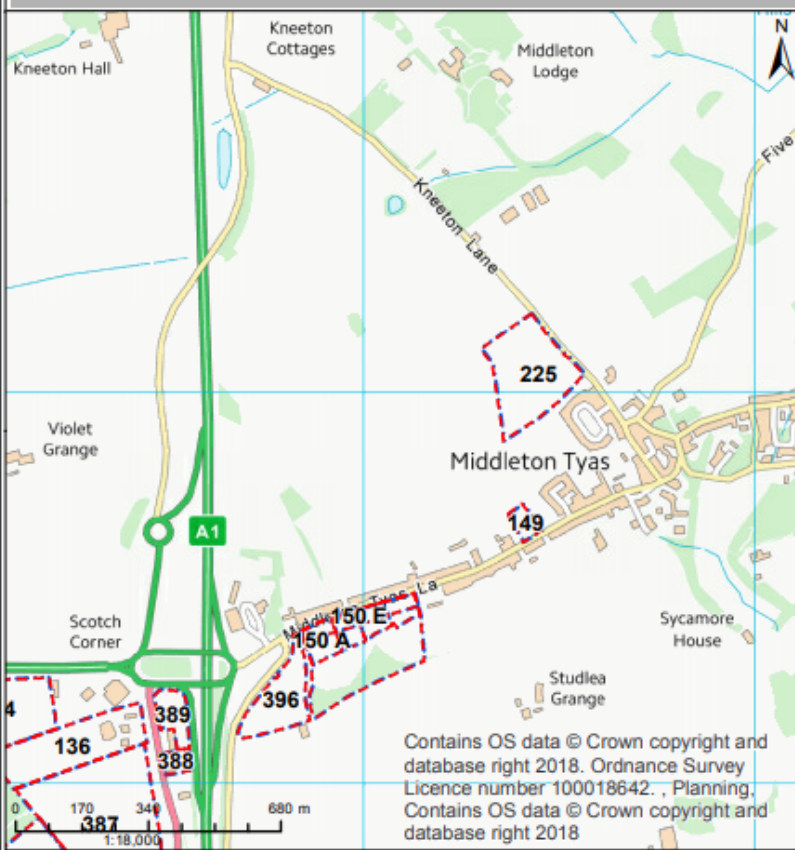 Kneeton
Cottages
N
Kneeton Hall
Middleton
Lodge
Five
Kneeton Lane
225
Violet
Grange
Middleton Tyas
149
A1
Scotch
Corner
150 E
150 A
Sycamore
House
4
389
396
Studlea
Grange
136
388
Contains OS data © Crown copyright and
database right 2018. Ordnance Survey
Licence number 100018642. , Planning,
Contains OS data © Crown copyright and
database right 2018
0 170 340 680 m
387
1:18,000